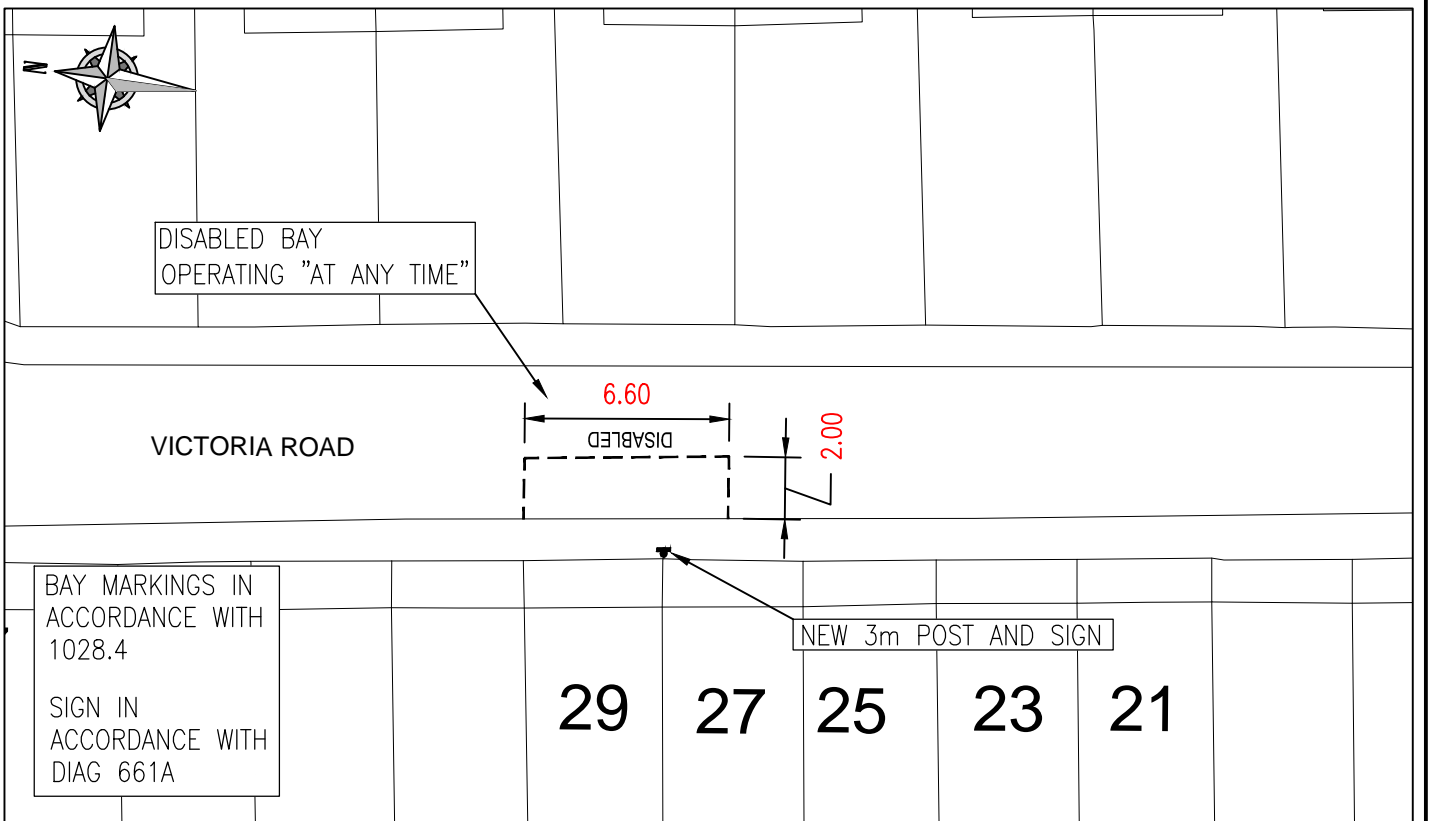 N
DISABLED BAY
OPERATING "AT ANY TIME"
6.60
DISABLED
2.00
VICTORIA ROAD
BAY MARKINGS IN
ACCORDANCE WITH
1028.4
SIGN IN
ACCORDANCE WITH
DIAG 661A
NEW 3m POST AND SIGN
29
27
25
23
21